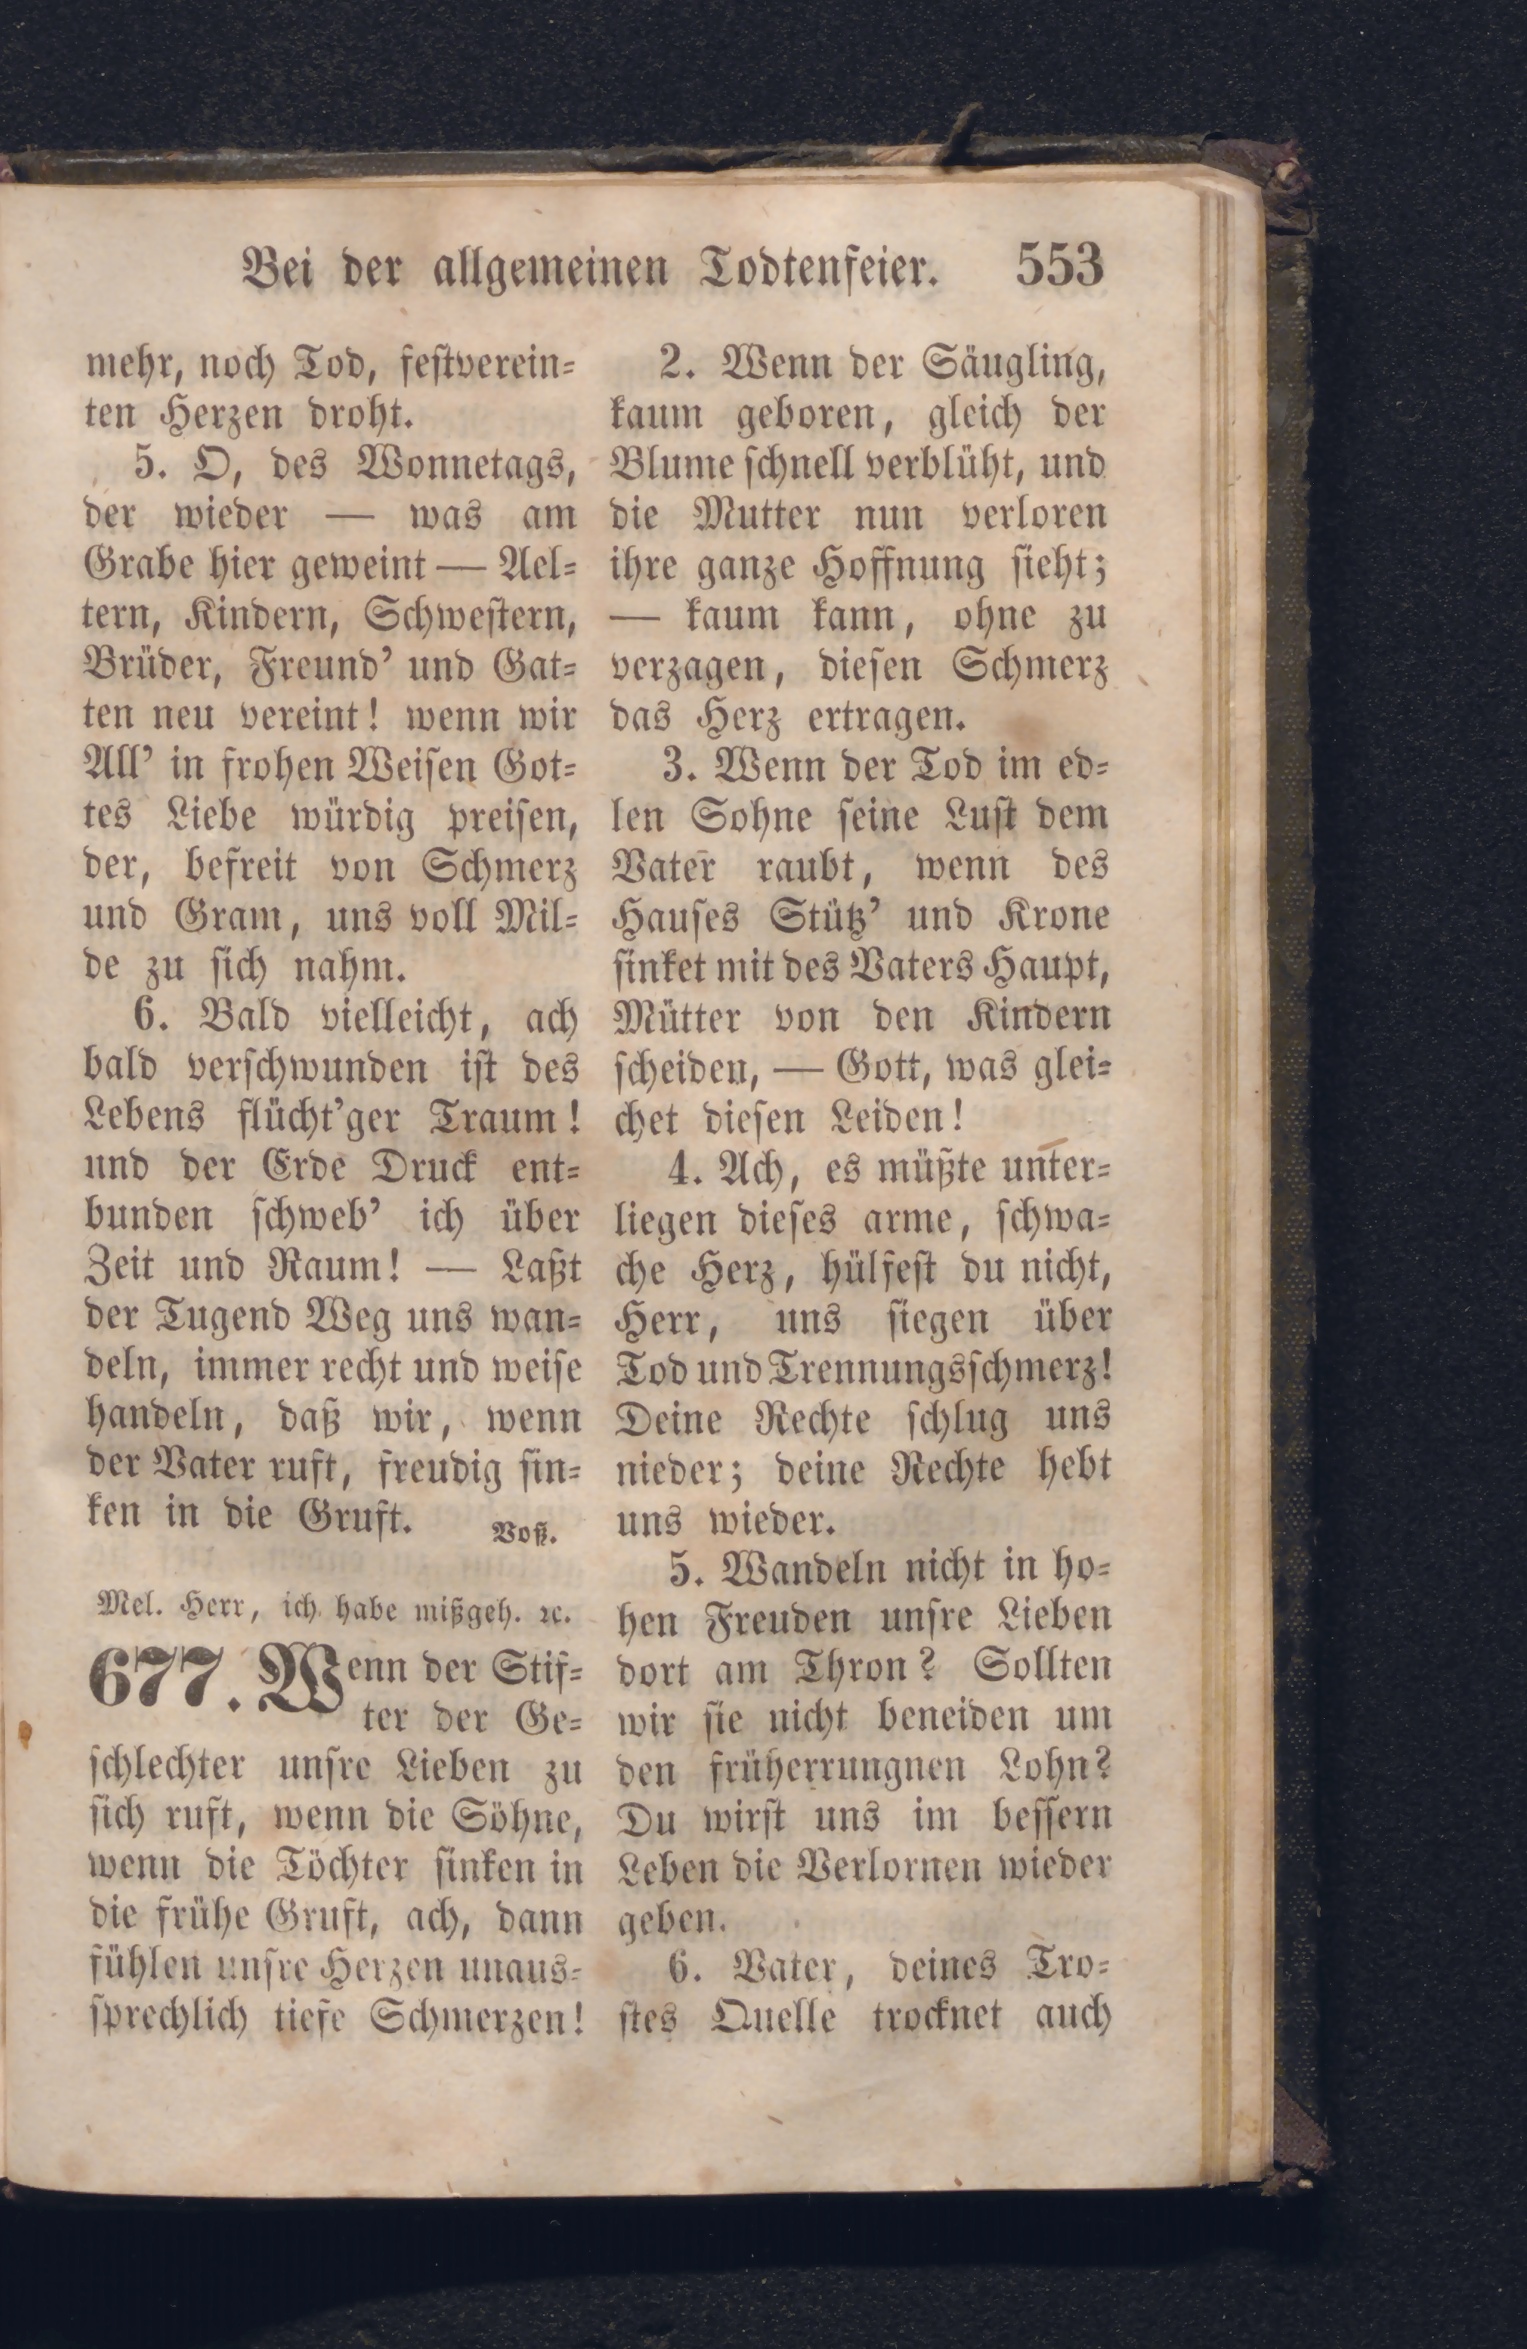 Bei der allgemeinen Todtenfeier. 553
mehr, noch Tod, festverein-
ten Herzen droht.
5. O, des Wonnetags,
der wieder — was am
Grabe hier geweint — Ael-
tern, Kindern, Schwestern,
Brüder, Freund' und Gat-
ten neu vereint! wenn wir
All' in frohen Weisen Got-
tes Liebe würdig preisen,
der, befreit von Schmerz
und Gram, uns voll Mil-
de zu sich nahm.
6. Bald vielleicht, ach
bald verschwunden ist des
Lebens flücht'ger Traum!
und der Erde Druck ent-
bunden schweb' ich über
Zeit und Raum! — Laßt
der Tugend Weg uns wan-
deln, immer recht und weise
handeln, daß wir, wenn
der Vater ruft, freudig sin-
ken in die Gruft. Voß.
Mel. Herr, ich habe mißgeh. ꝛc.
677. Wenn der Stif-
ter der Ge-
schlechter unsre Lieben zu
sich ruft, wenn die Söhne,
wenn die Töchter sinken in
die frühe Gruft, ach, dann
fühlen unsre Herzen unaus-
sprechlich tiefe Schmerzen!
2. Wenn der Säugling,
kaum geboren, gleich der
Blume schnell verblüht, und
die Mutter nun verloren
ihre ganze Hoffnung sieht;
— kaum kann, ohne zu
verzagen, diesen Schmerz
das Herz ertragen.
3. Wenn der Tod im ed-
len Sohne seine Lust dem
Vater raubt, wenn des
Hauses Stütz' und Krone
sinket mit des Vaters Haupt,
Mütter von den Kindern
scheiden, — Gott, was glei-
chet diesen Leiden!
4. Ach, es müßte unter-
liegen dieses arme, schwa-
che Herz, hülfest du nicht,
Herr, uns siegen über
Tod und Trennungsschmerz!
Deine Rechte schlug uns
nieder; deine Rechte hebt
uns wieder.
5. Wandeln nicht in ho-
hen Freuden unsre Lieben
dort am Thron? Sollten
wir sie nicht beneiden um
den früherrungnen Lohn?
Du wirst uns im bessern
Leben die Verlornen wieder
geben.
6. Vater, deines Tro-
stes Quelle trocknet auch